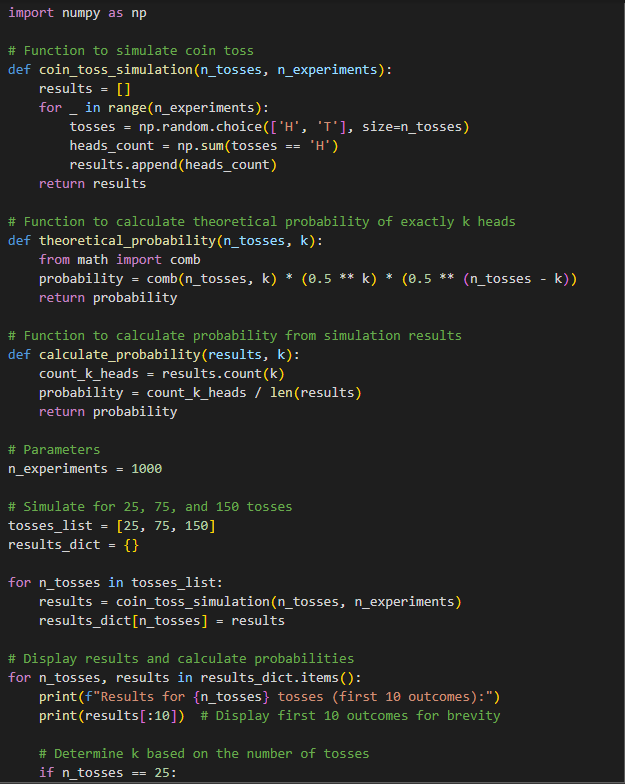 import numpy as np

# Function to simulate coin toss
def coin_toss_simulation(n_tosses, n_experiments):
    results = []
    for _ in range(n_experiments):
        tosses = np.random.choice(['H', 'T'], size=n_tosses)
        heads_count = np.sum(tosses == 'H')
        results.append(heads_count)
    return results

# Function to calculate theoretical probability of exactly k heads
def theoretical_probability(n_tosses, k):
    from math import comb
    probability = comb(n_tosses, k) * (0.5 ** k) * (0.5 ** (n_tosses - k))
    return probability

# Function to calculate probability from simulation results
def calculate_probability(results, k):
    count_k_heads = results.count(k)
    probability = count_k_heads / len(results)
    return probability

# Parameters
n_experiments = 1000

# Simulate for 25, 75, and 150 tosses
tosses_list = [25, 75, 150]
results_dict = {}

for n_tosses in tosses_list:
    results = coin_toss_simulation(n_tosses, n_experiments)
    results_dict[n_tosses] = results

# Display results and calculate probabilities
for n_tosses, results in results_dict.items():
    print(f"Results for {n_tosses} tosses (first 10 outcomes):")
    print(results[:10])  # Display first 10 outcomes for brevity

    # Determine k based on the number of tosses
    if n_tosses == 25: